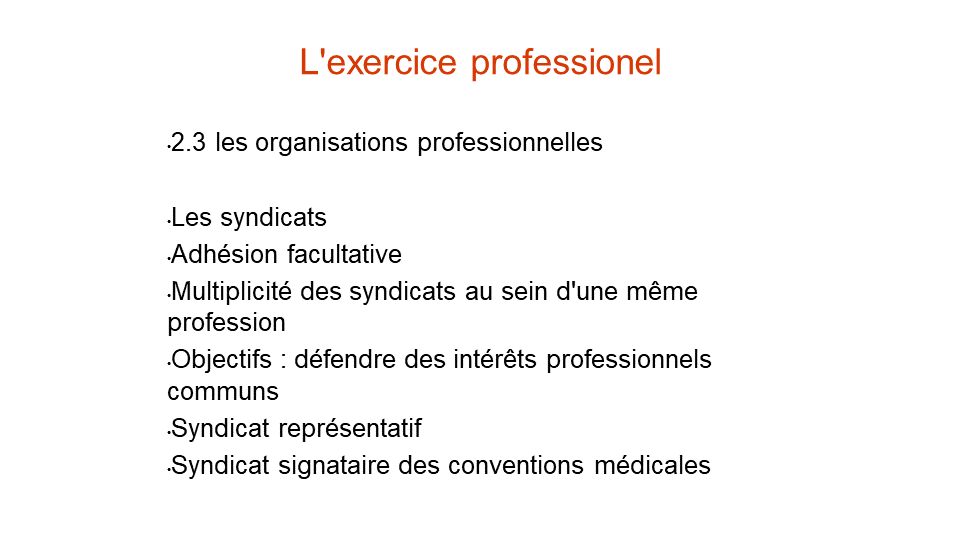 L'exercice professionel
•2.3 les organisations professionnelles
•Les syndicats
•Adhésion facultative
•Multiplicité des syndicats au sein d'une même
profession
•Objectifs : défendre des intérêts professionnels
communs
•Syndicat représentatif
•Syndicat signataire des conventions médicales